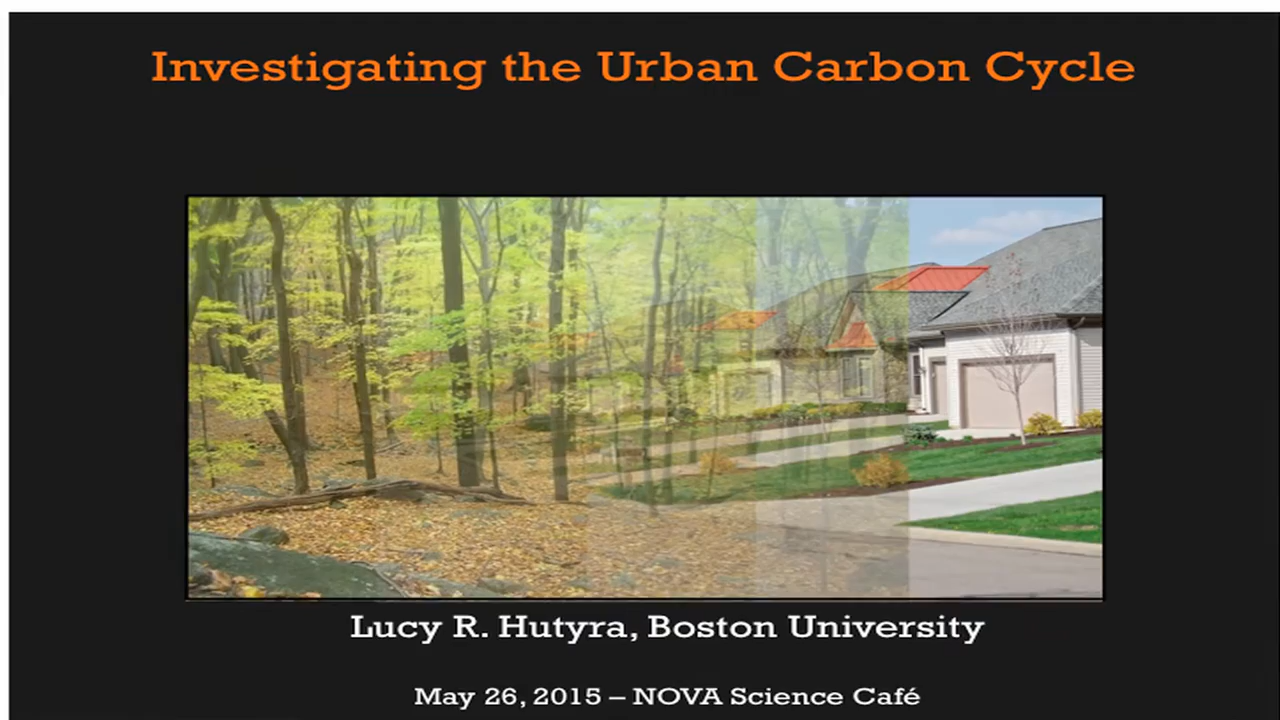 Investigating the Urban Carbon Cycle
Lucy R. Hutyra, Boston University
May 26, 2015 – NOVA Science Café